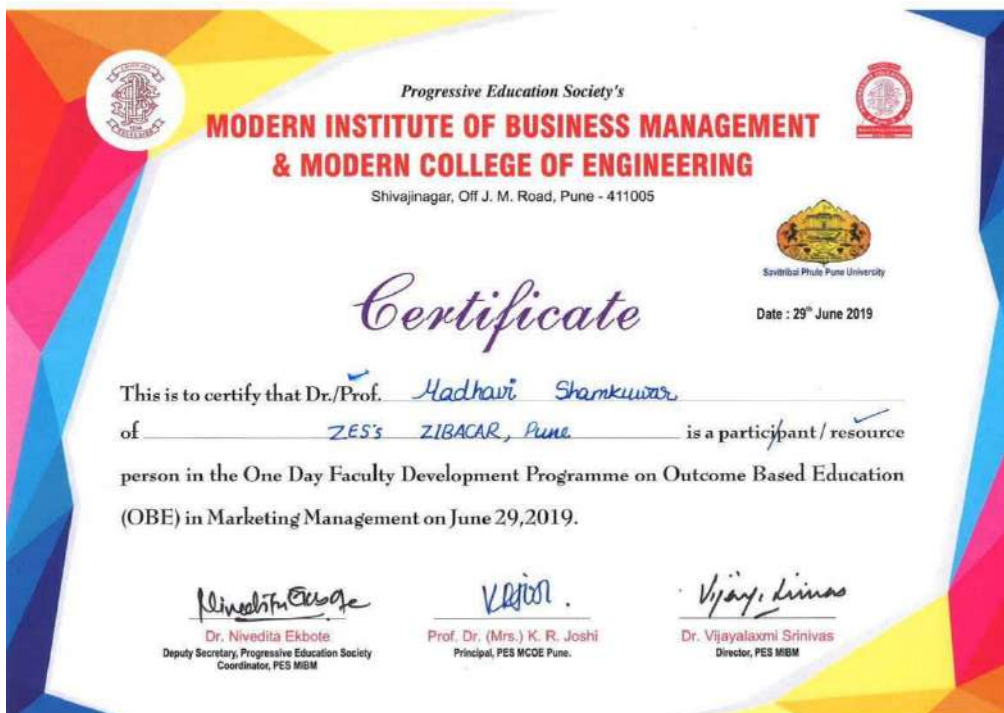 Progressive Education Society's
MODERN INSTITUTE OF BUSINESS MANAGEMENT
& MODERN COLLEGE OF ENGINEERING
Shivajinagar, Off J. M. Road, Pune - 411005
Savitribai Phule Pune University
Certificate
Date : 29th June 2019
This is to certify that Dr./Prof. Madhavi Shamkuwar
of ZES's ZIBACAR, Pune is a participant / resource
person in the One Day Faculty Development Programme on Outcome Based Education
(OBE) in Marketing Management on June 29,2019.
Dr. Nivedita Ekbote
Deputy Secretary, Progressive Education Society
Coordinator, PES MIBM
Prof. Dr. (Mrs.) K. R. Joshi
Principal, PES MCOE Pune.
Dr. Vijayalaxmi Srinivas
Director, PES MIBM